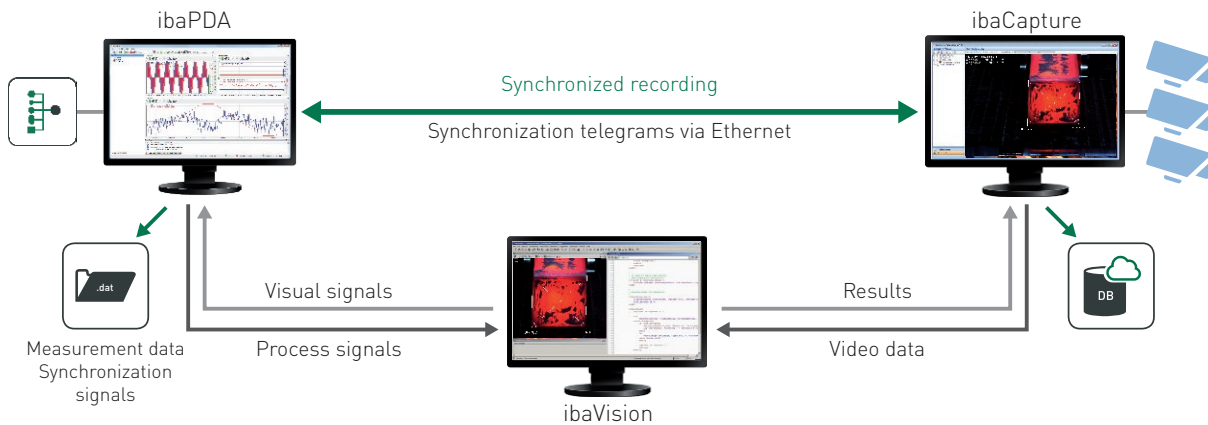 ibaPDA
ibaCapture
Synchronized recording
Synchronization telegrams via Ethernet
.dat
Visual signals
Results
DB
Measurement data
Synchronization
signals
Process signals
Video data
ibaVision